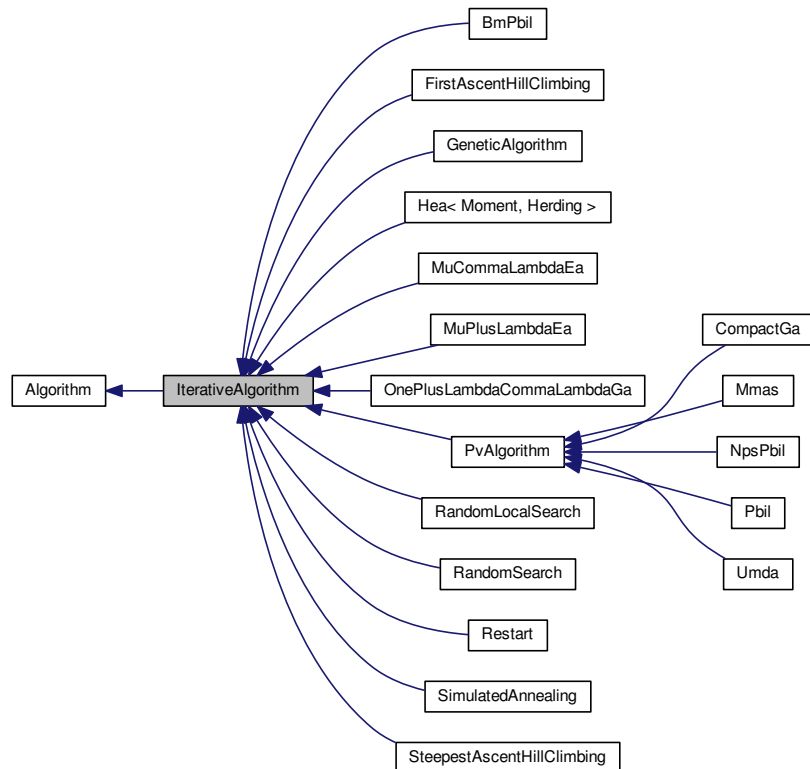 BmPbil
FirstAscentHillClimbing
GeneticAlgorithm
Hea< Moment, Herding >
MuCommaLambdaEa
MuPlusLambdaEa
CompactGa
Algorithm
IterativeAlgorithm
OnePlusLambdaCommaLambdaGa
Mmas
PvAlgorithm
NpsPbil
RandomLocalSearch
Pbil
RandomSearch
Umda
Restart
SimulatedAnnealing
SteepestAscentHillClimbing